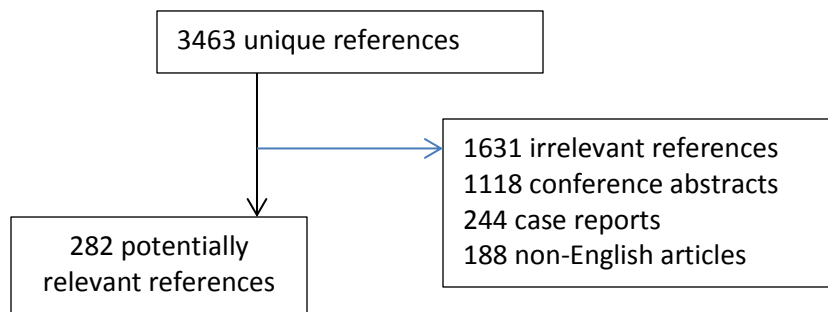 3463 unique references
1631 irrelevant references
1118 conference abstracts
244 case reports
188 non-English articles
282 potentially
relevant references